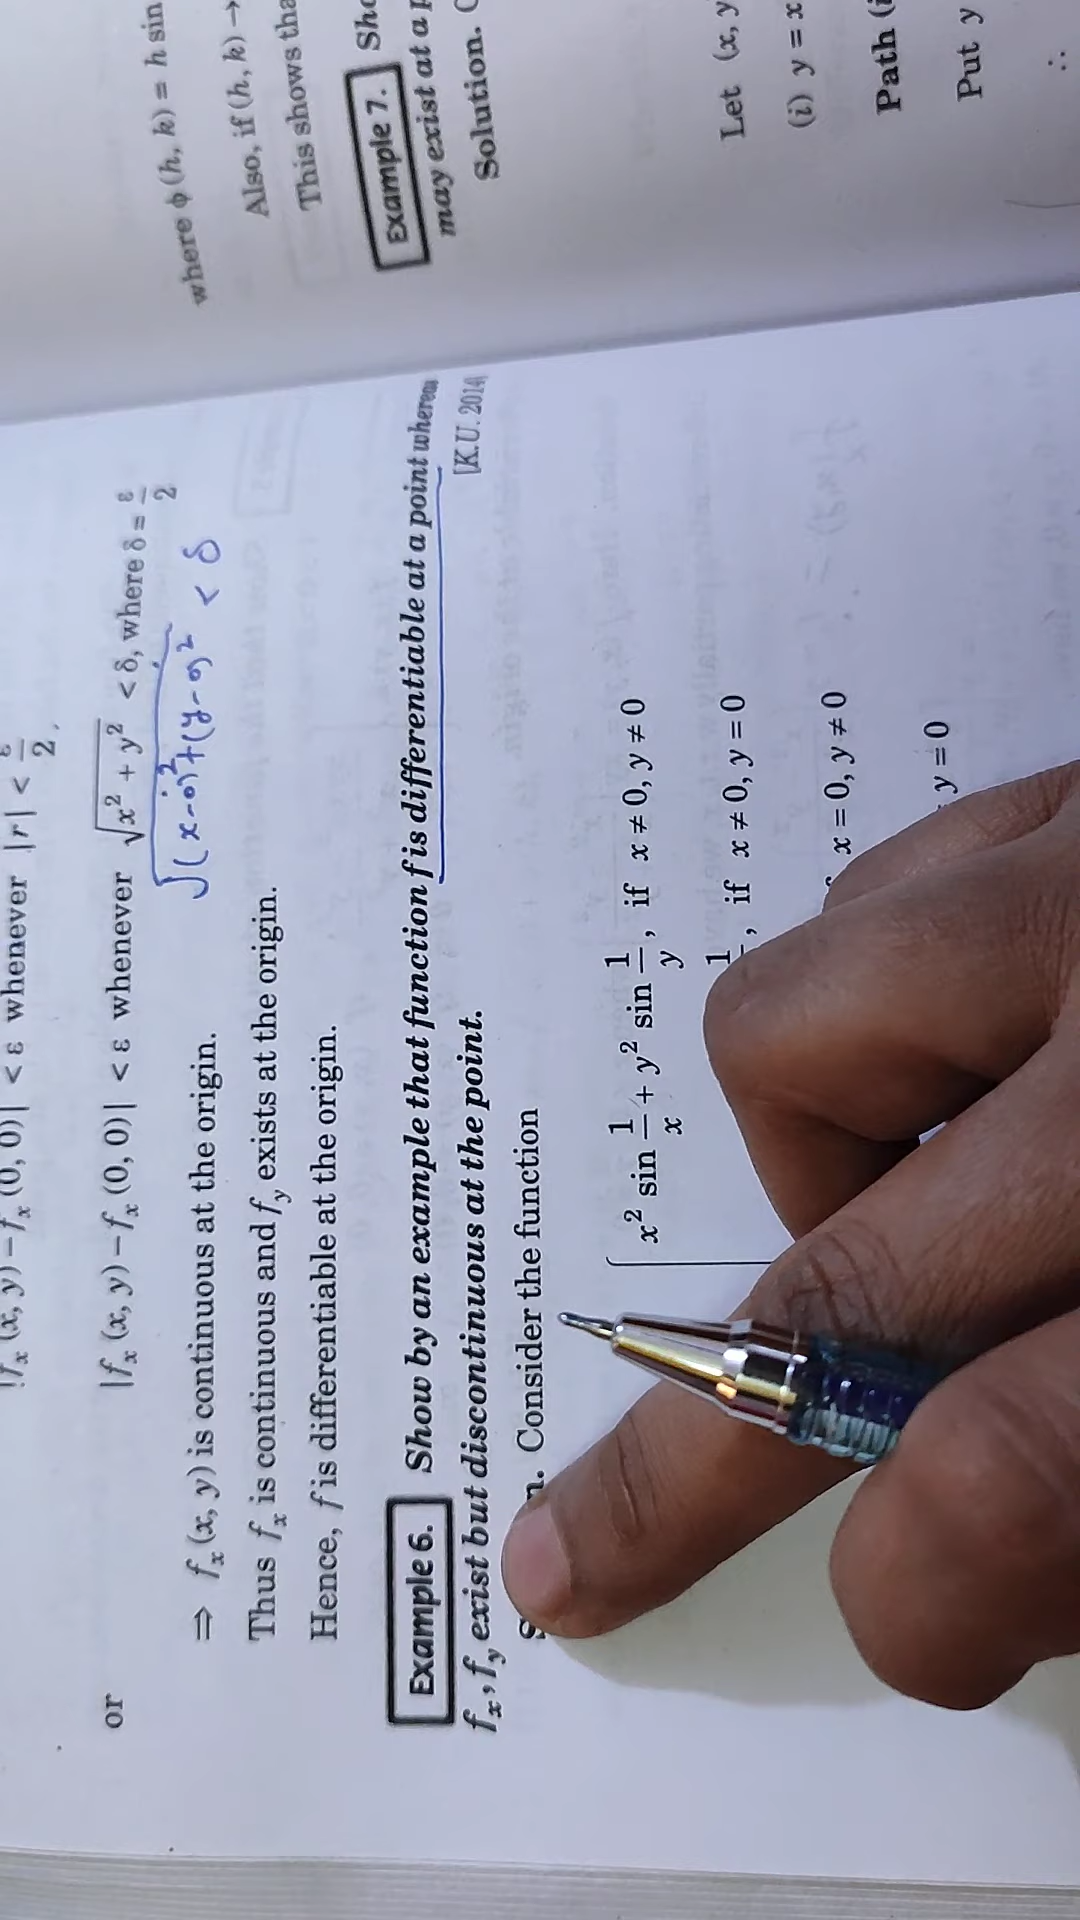 |f_x (x, y) – f_x (0, 0)| < ε whenever |r| < ε/2,
or |f_x (x, y) – f_x (0, 0)| < ε whenever √(x² + y²) < δ, where δ = ε/2
√((x-0)²+(y-0)²) < δ
⇒ f_x (x, y) is continuous at the origin.
Thus f_x is continuous and f_y exists at the origin.
Hence, f is differentiable at the origin.
Example 6. Show by an example that function f is differentiable at a point whereas
f_x, f_y exist but discontinuous at the point. [K.U. 2014]
Consider the function
x² sin 1/x + y² sin 1/y, if x ≠ 0, y ≠ 0
, if x ≠ 0, y = 0
x = 0, y ≠ 0
y = 0
where φ (h, k) = h sin
Also, if (h, k) →
This shows tha
Example 7. Sho
may exist at a p
Solution. C
Let (x, y
(i) y = x
Path (i
Put y
∴